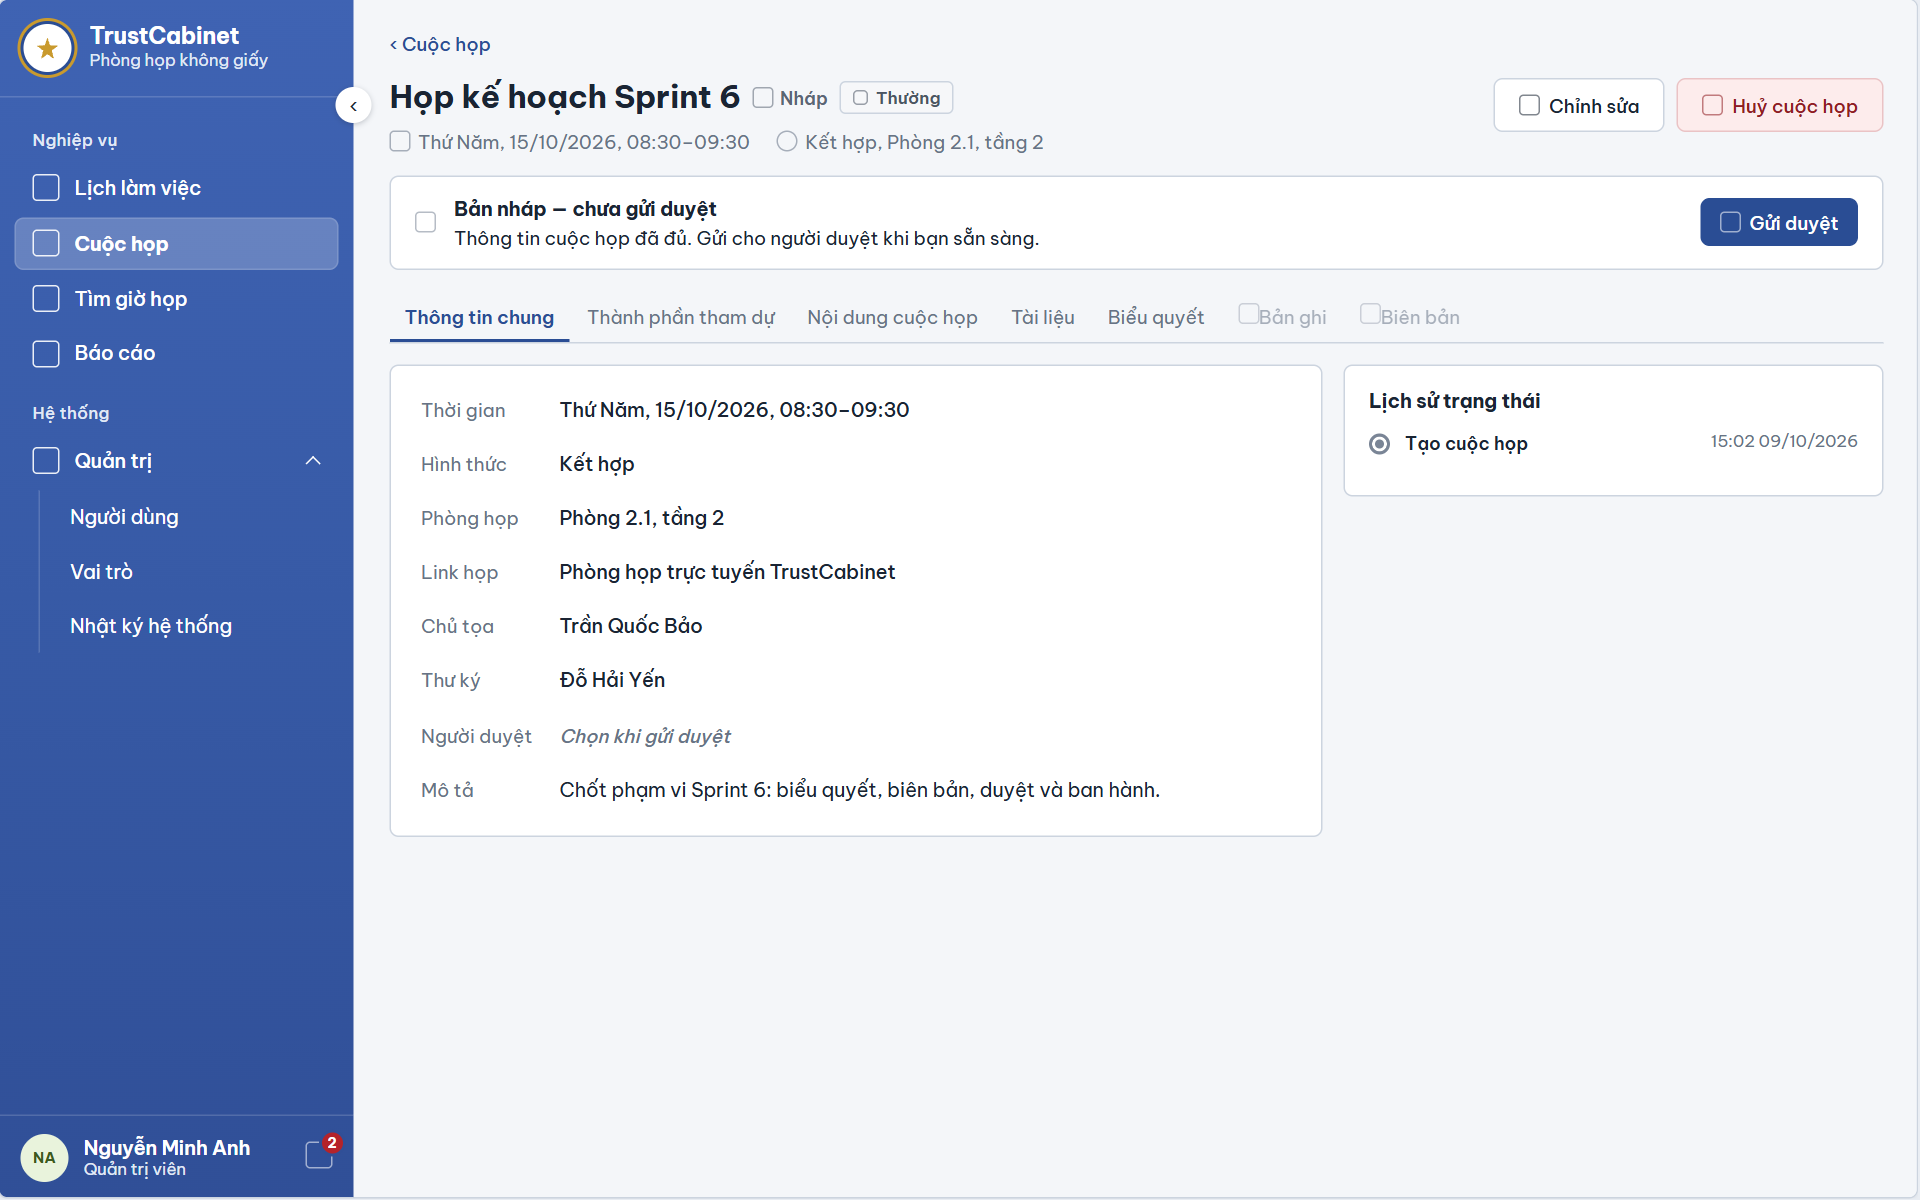 TrustCabinet
Phòng họp không giấy
Nghiệp vụ
Lịch làm việc
Cuộc họp
Tìm giờ họp
Báo cáo
Hệ thống
Quản trị
Người dùng
Vai trò
Nhật ký hệ thống
NA
Nguyễn Minh Anh
Quản trị viên
2
‹ Cuộc họp
Họp kế hoạch Sprint 6
Nháp
Thường
Thứ Năm, 15/10/2026, 08:30–09:30
Kết hợp, Phòng 2.1, tầng 2
Chỉnh sửa
Huỷ cuộc họp
Bản nháp — chưa gửi duyệt
Thông tin cuộc họp đã đủ. Gửi cho người duyệt khi bạn sẵn sàng.
Gửi duyệt
Thông tin chung
Thành phần tham dự
Nội dung cuộc họp
Tài liệu
Biểu quyết
Bản ghi
Biên bản
Thời gian Thứ Năm, 15/10/2026, 08:30–09:30
Hình thức Kết hợp
Phòng họp Phòng 2.1, tầng 2
Link họp Phòng họp trực tuyến TrustCabinet
Chủ tọa Trần Quốc Bảo
Thư ký Đỗ Hải Yến
Người duyệt Chọn khi gửi duyệt
Mô tả Chốt phạm vi Sprint 6: biểu quyết, biên bản, duyệt và ban hành.
Lịch sử trạng thái
Tạo cuộc họp 15:02 09/10/2026